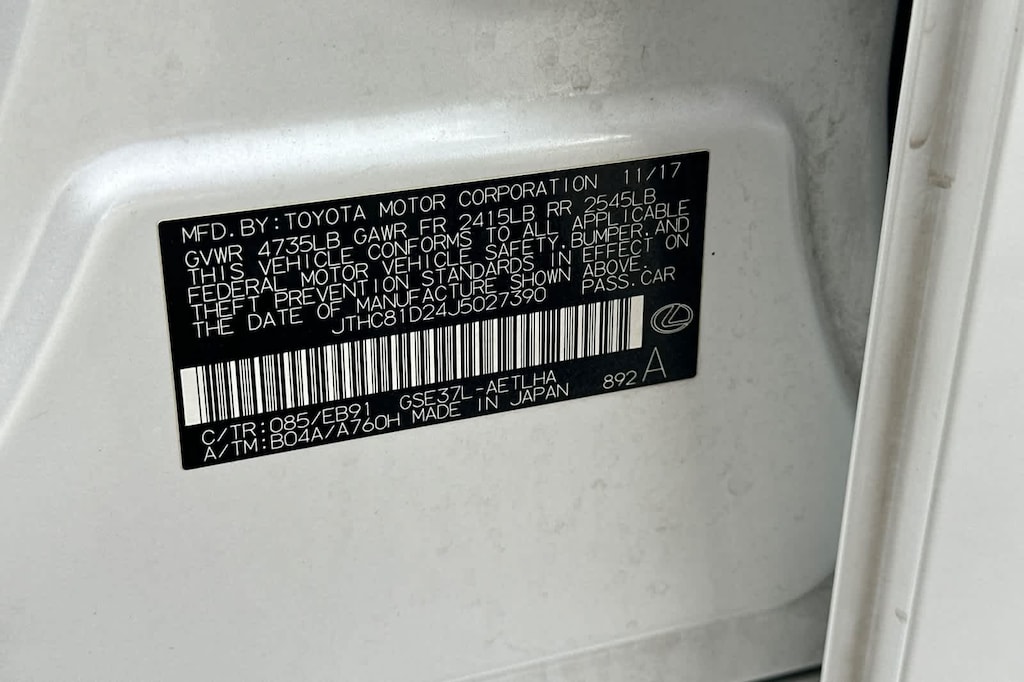 MFD. BY: TOYOTA MOTOR CORPORATION 11/17
GVWR 4735LB, GAWR FR 2415LB RR 2545LB
THIS VEHICLE CONFORMS TO ALL APPLICABLE
FEDERAL MOTOR VEHICLE SAFETY, BUMPER, AND
THEFT PREVENTION STANDARDS IN EFFECT ON
THE DATE OF MANUFACTURE SHOWN ABOVE.
JTHC81D24J5027390 PASS. CAR
C/TR: 085/EB91 GSE37L-AETLHA 892 A
A/TM: B04A/A760H MADE IN JAPAN